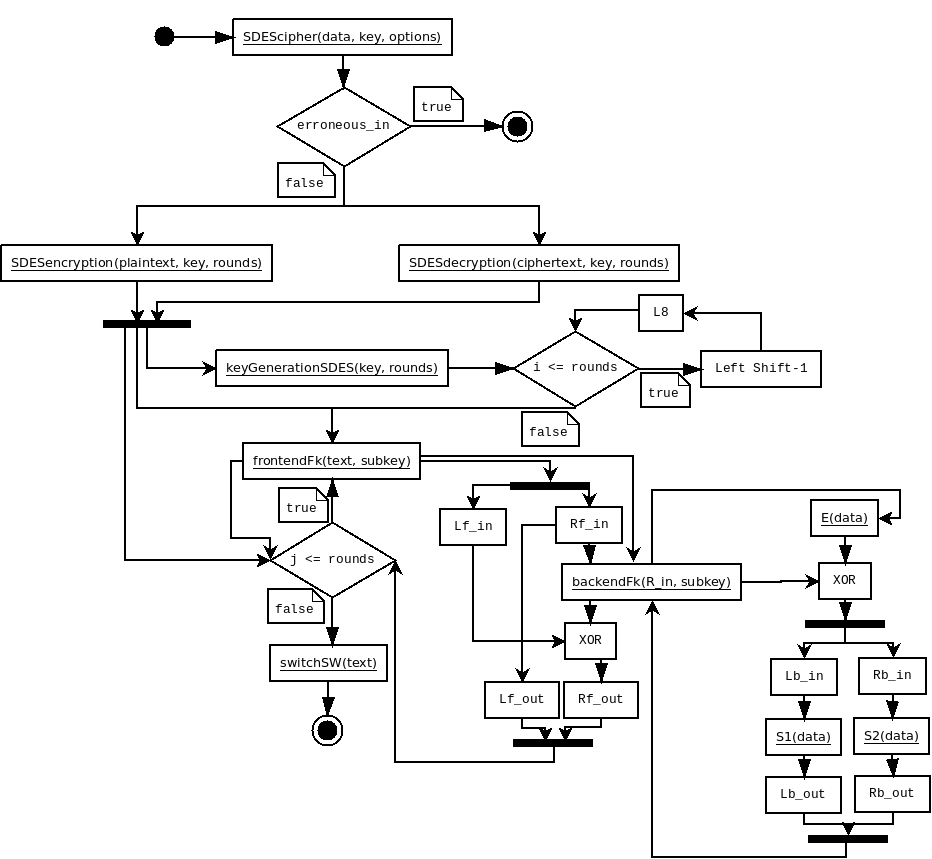 SDEScipher(data, key, options)
true
erroneous_in
false
SDESencryption(plaintext, key, rounds)
SDESdecryption(ciphertext, key, rounds)
L8
keyGenerationSDES(key, rounds)
i <= rounds
Left Shift-1
true
false
frontendFk(text, subkey)
true
Lf_in
Rf_in
E(data)
j <= rounds
backendFk(R_in, subkey)
XOR
false
XOR
switchSW(text)
Lb_in
Rb_in
Lf_out
Rf_out
S1(data)
S2(data)
Lb_out
Rb_out